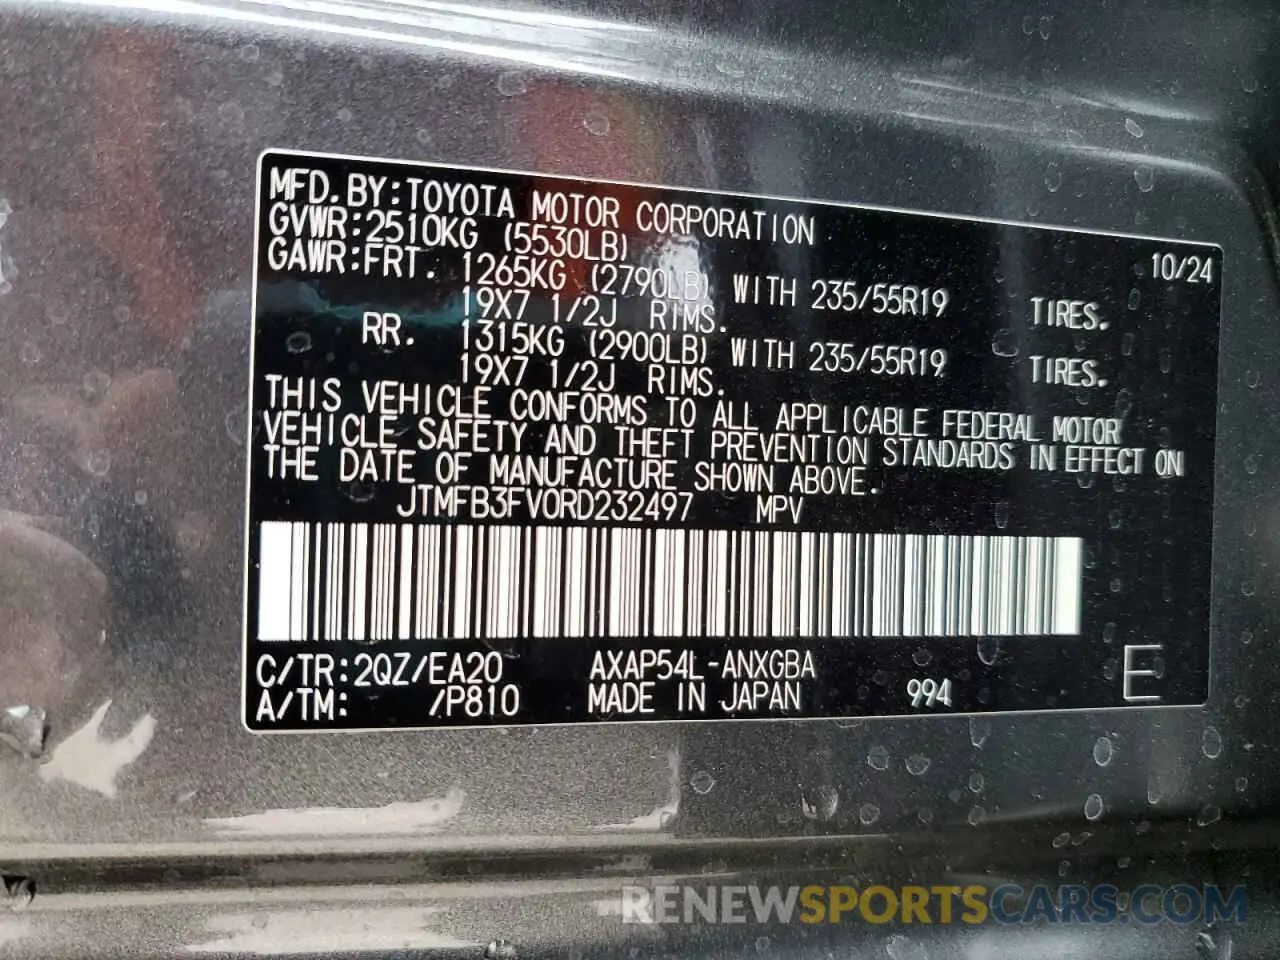 MFD.BY:TOYOTA MOTOR CORPORATION
GVWR:2510KG (5530LB) 10/24
GAWR:FRT. 1265KG (2790LB) WITH 235/55R19 TIRES.
19X7 1/2J RIMS.
RR. 1315KG (2900LB) WITH 235/55R19 TIRES.
19X7 1/2J RIMS.
THIS VEHICLE CONFORMS TO ALL APPLICABLE FEDERAL MOTOR
VEHICLE SAFETY AND THEFT PREVENTION STANDARDS IN EFFECT ON
THE DATE OF MANUFACTURE SHOWN ABOVE.
JTMFB3FV0RD232497 MPV
C/TR:2QZ/EA20 AXAP54L-ANXGBA
A/TM: /P810 MADE IN JAPAN 994 E
RENEWSPORTSCARS.COM